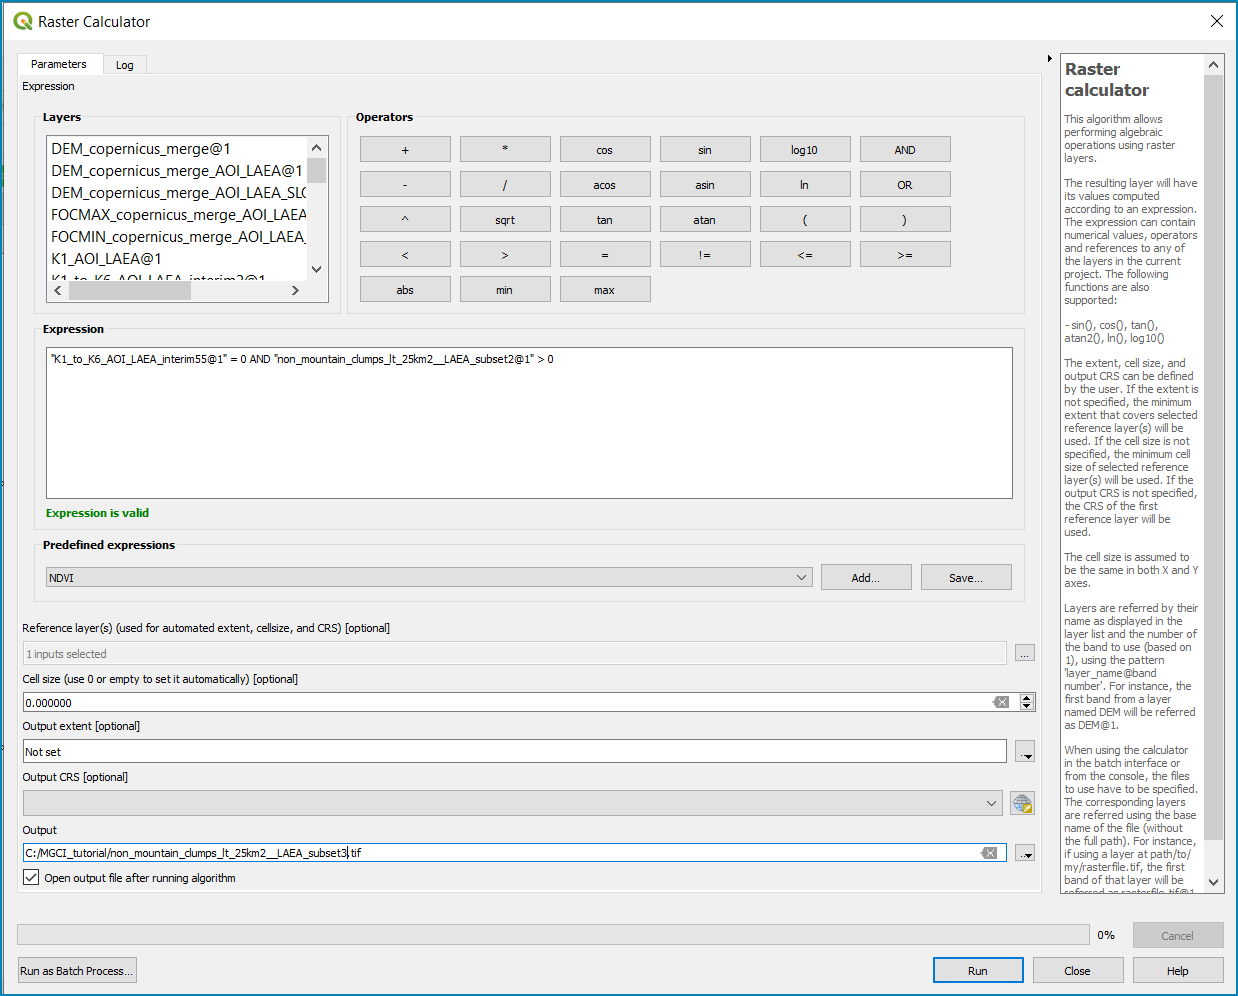 Raster Calculator
Parameters
Log
Expression
Layers
DEM_copernicus_merge@1
DEM_copernicus_merge_AOI_LAEA@1
DEM_copernicus_merge_AOI_LAEA_SLO
FOCMAX_copernicus_merge_AOI_LAEA
FOCMIN_copernicus_merge_AOI_LAEA_
K1_AOI_LAEA@1
K1_to_K6_AOI_LAEA_interim2@1
Operators
+ * cos sin log10 AND
- / acos asin ln OR
^ sqrt tan atan ( )
< > = != <= >=
abs min max
Expression
"K1_to_K6_AOI_LAEA_interim55@1" = 0 AND "non_mountain_clumps_lt_25km2__LAEA_subset2@1" > 0
Expression is valid
Predefined expressions
NDVI
Add...
Save...
Reference layer(s) (used for automated extent, cellsize, and CRS) [optional]
1 inputs selected
...
Cell size (use 0 or empty to set it automatically) [optional]
0.000000
Output extent [optional]
Not set
Output CRS [optional]
Output
C:/MGCI_tutorial/non_mountain_clumps_lt_25km2__LAEA_subset3.tif
Open output file after running algorithm
0%
Cancel
Run as Batch Process...
Run
Close
Help
Raster
calculator
This algorithm allows
performing algebraic
operations using raster
layers.
The resulting layer will have
its values computed
according to an expression.
The expression can contain
numerical values, operators
and references to any of
the layers in the current
project. The following
functions are also
supported:
- sin(), cos(), tan(),
atan2(), ln(), log10()
The extent, cell size, and
output CRS can be defined
by the user. If the extent is
not specified, the minimum
extent that covers selected
reference layer(s) will be
used. If the cell size is not
specified, the minimum cell
size of selected reference
layer(s) will be used. If the
output CRS is not specified,
the CRS of the first
reference layer will be
used.
The cell size is assumed to
be the same in both X and Y
axes.
Layers are referred by their
name as displayed in the
layer list and the number of
the band to use (based on
1), using the pattern
'layer_name@band
number'. For instance, the
first band from a layer
named DEM will be referred
as DEM@1.
When using the calculator
in the batch interface or
from the console, the files
to use have to be specified.
The corresponding layers
are referred using the base
name of the file (without
the full path). For instance,
if using a layer at path/to/
my/rasterfile.tif, the first
band of that layer will be
referred as rasterfile.tif@1